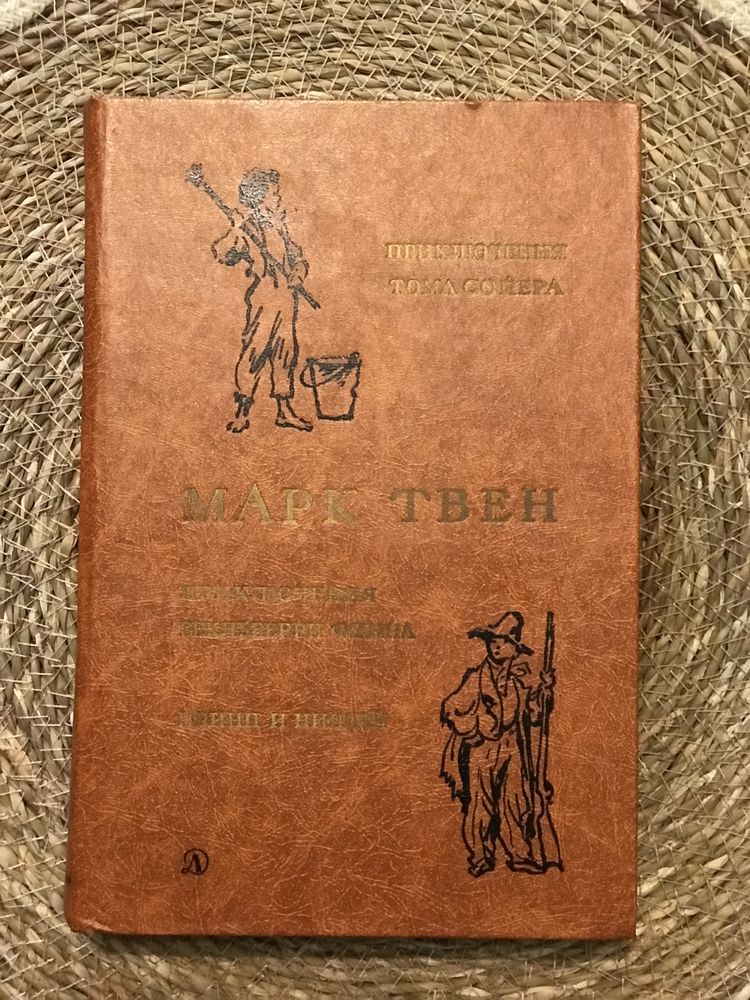 ПРИКЛЮЧЕНИЯ
ТОМА СОЙЕРА
МАРК ТВЕН
ПРИКЛЮЧЕНИЯ
ГЕКЛЬБЕРРИ ФИННА
ПРИНЦ И НИЩИЙ
Д